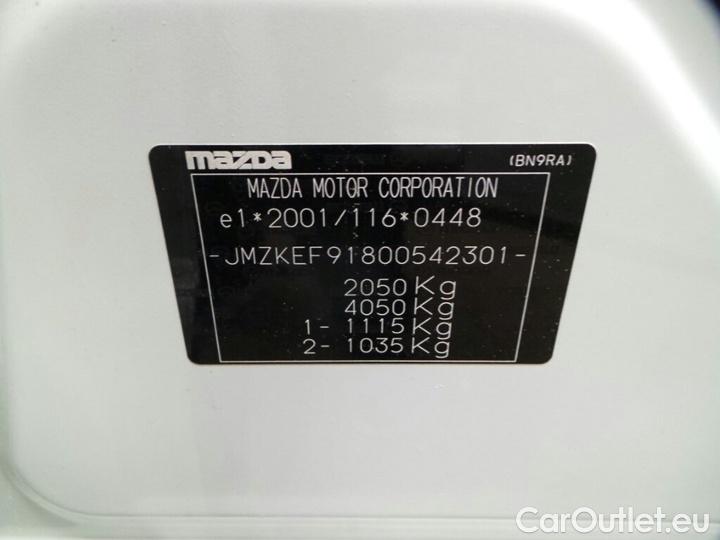 mazda
(BN9RA)
MAZDA MOTOR CORPORATION
e1*2001/116*0448
-JMZKEF91800542301-
2050Kg
4050Kg
1- 1115Kg
2- 1035Kg
CarOutlet.eu